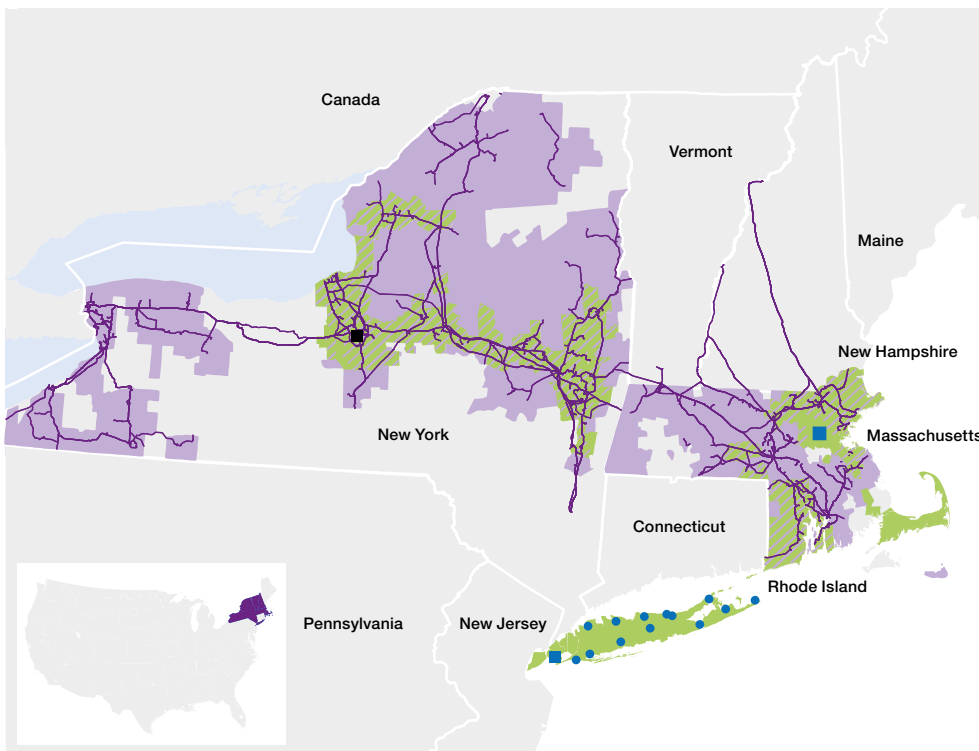 Canada
Vermont
Maine
New Hampshire
New York
Massachusetts
Connecticut
Rhode Island
Pennsylvania
New Jersey